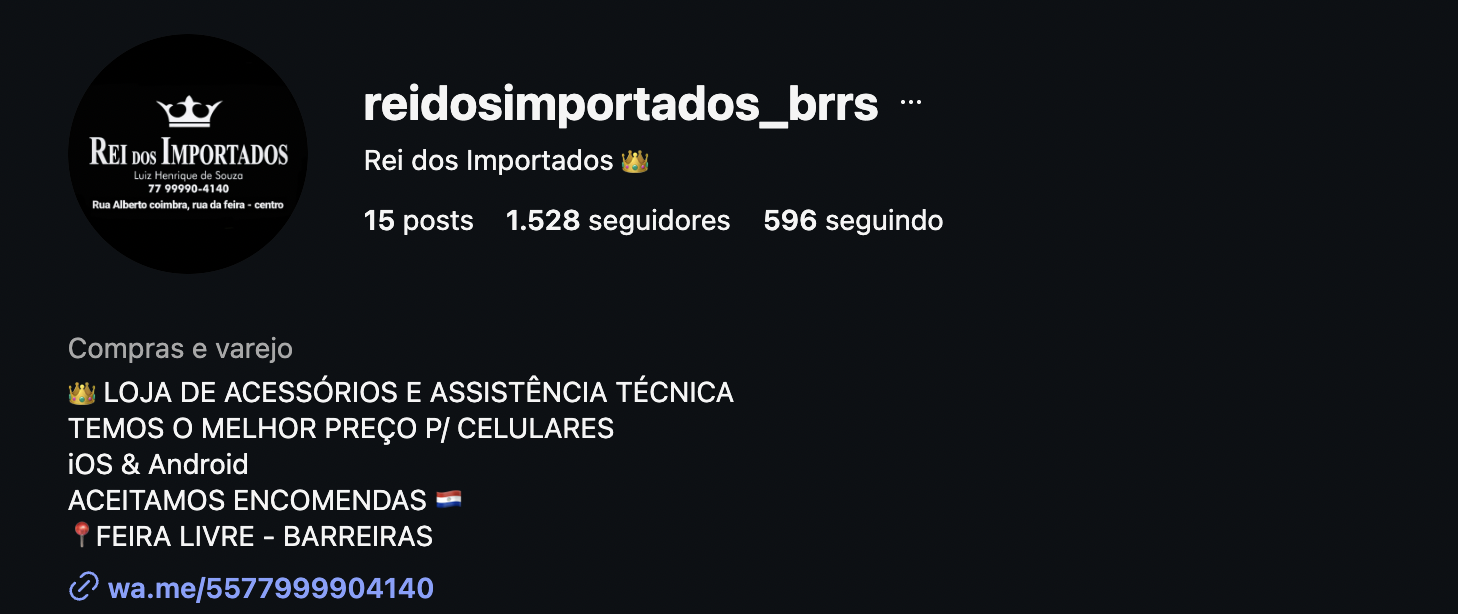 REI DOS IMPORTADOS
Luiz Henrique de Souza
77 99990-4140
Rua Alberto coimbra, rua da feira - centro
reidosimportados_brrs ...
Rei dos Importados 👑
15 posts 1.528 seguidores 596 seguindo
Compras e varejo
👑 LOJA DE ACESSÓRIOS E ASSISTÊNCIA TÉCNICA
TEMOS O MELHOR PREÇO P/ CELULARES
iOS & Android
ACEITAMOS ENCOMENDAS 🇵🇾
📍FEIRA LIVRE - BARREIRAS
wa.me/5577999904140